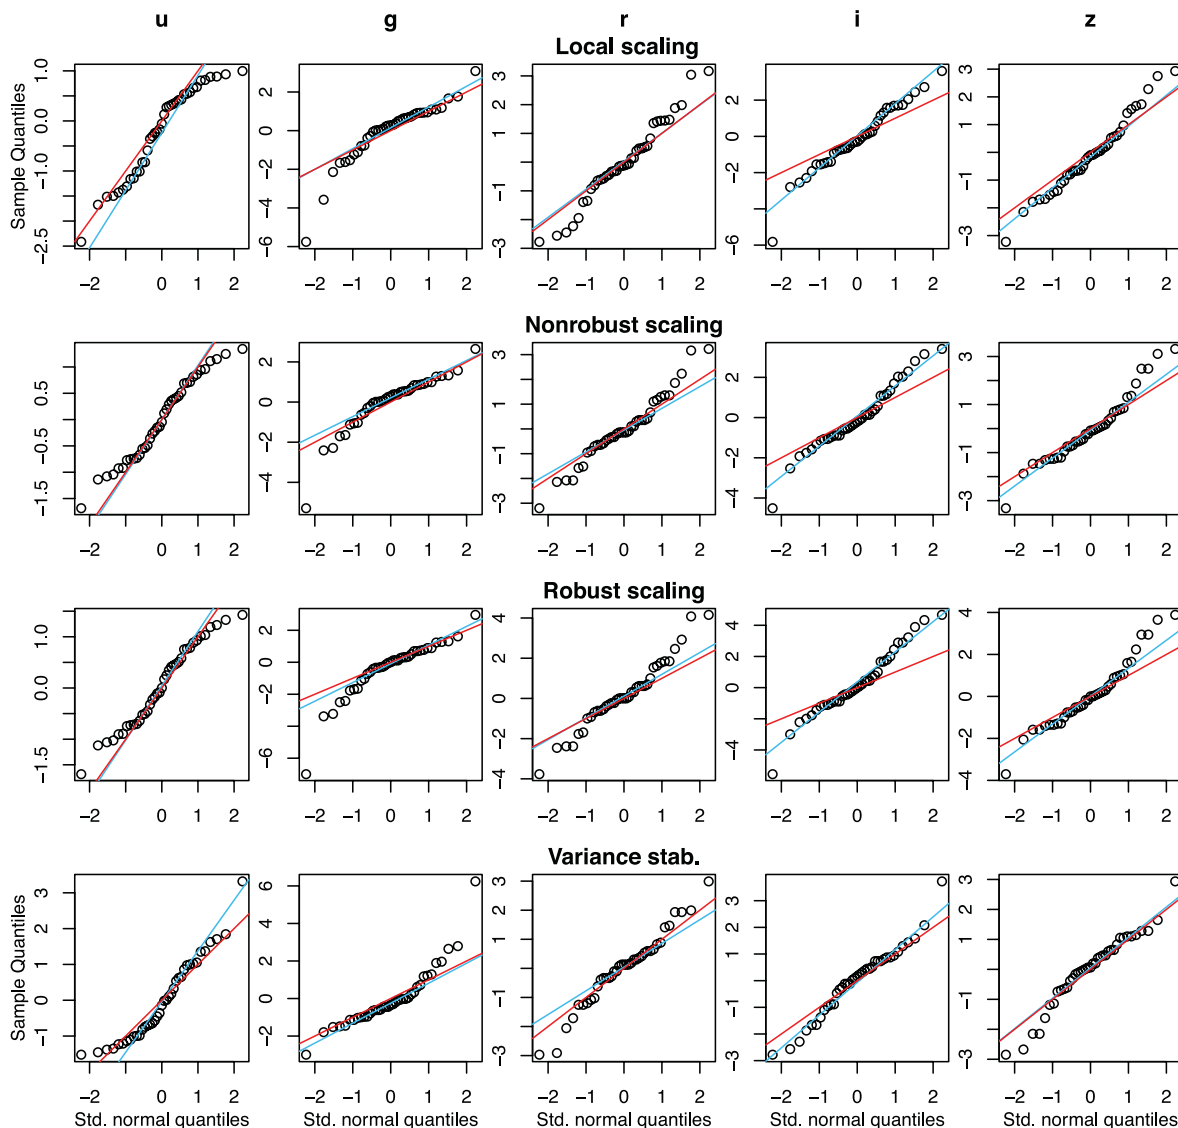 u g r i z
Local scaling
Sample Quantiles
1.0 0.0 −1.0 −2.5
2 0 −2 −4 −6
3 1 −1 −3
2 0 −2 −6
3 1 −1 −3
−2 −1 0 1 2 −2 −1 0 1 2 −2 −1 0 1 2 −2 −1 0 1 2 −2 −1 0 1 2
Nonrobust scaling
0.5 −0.5 −1.5
2 0 −2 −4
3 1 −1 −3
2 0 −2 −4
3 1 −1 −3
−2 −1 0 1 2 −2 −1 0 1 2 −2 −1 0 1 2 −2 −1 0 1 2 −2 −1 0 1 2
Robust scaling
1.0 0.0 −1.5
2 0 −2 −6
4 2 0 −2 −4
4 2 0 −4
4 2 0 −2 −4
−2 −1 0 1 2 −2 −1 0 1 2 −2 −1 0 1 2 −2 −1 0 1 2 −2 −1 0 1 2
Variance stab.
Sample Quantiles
3 2 1 0 −1
6 4 2 0 −2
3 2 1 −1 −3
3 2 1 −1 −3
3 2 1 −1 −3
−2 −1 0 1 2 −2 −1 0 1 2 −2 −1 0 1 2 −2 −1 0 1 2 −2 −1 0 1 2
Std. normal quantiles Std. normal quantiles Std. normal quantiles Std. normal quantiles Std. normal quantiles